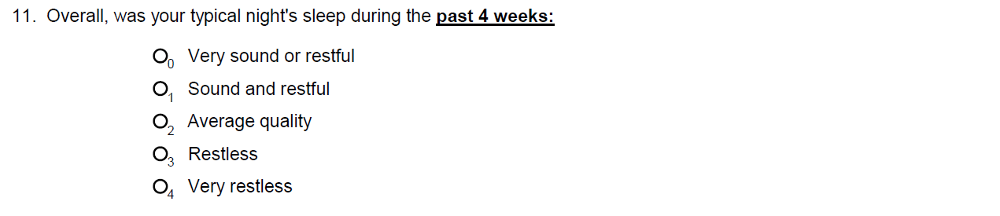 11. Overall, was your typical night's sleep during the past 4 weeks:
O0 Very sound or restful
O1 Sound and restful
O2 Average quality
O3 Restless
O4 Very restless